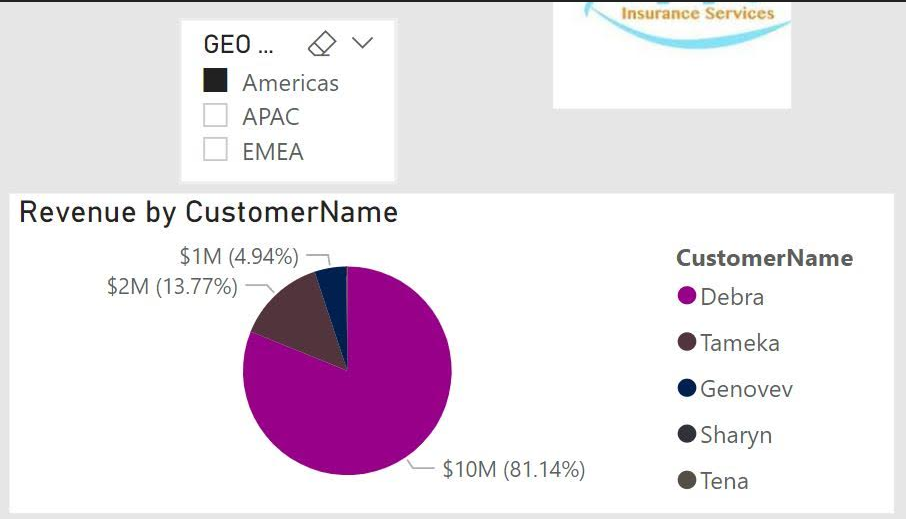 Insurance Services
GEO ...
Americas
APAC
EMEA
Revenue by CustomerName
$1M (4.94%)
$2M (13.77%)
$10M (81.14%)
CustomerName
Debra
Tameka
Genovev
Sharyn
Tena